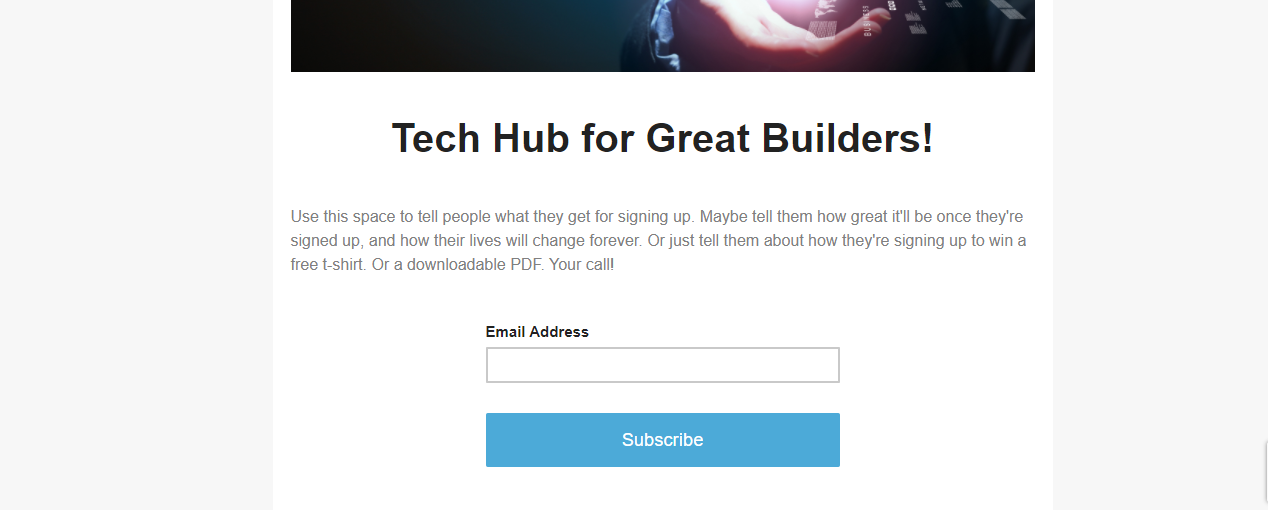 BUSINESS
Tech Hub for Great Builders!
Use this space to tell people what they get for signing up. Maybe tell them how great it'll be once they're
signed up, and how their lives will change forever. Or just tell them about how they're signing up to win a
free t-shirt. Or a downloadable PDF. Your call!
Email Address
Subscribe